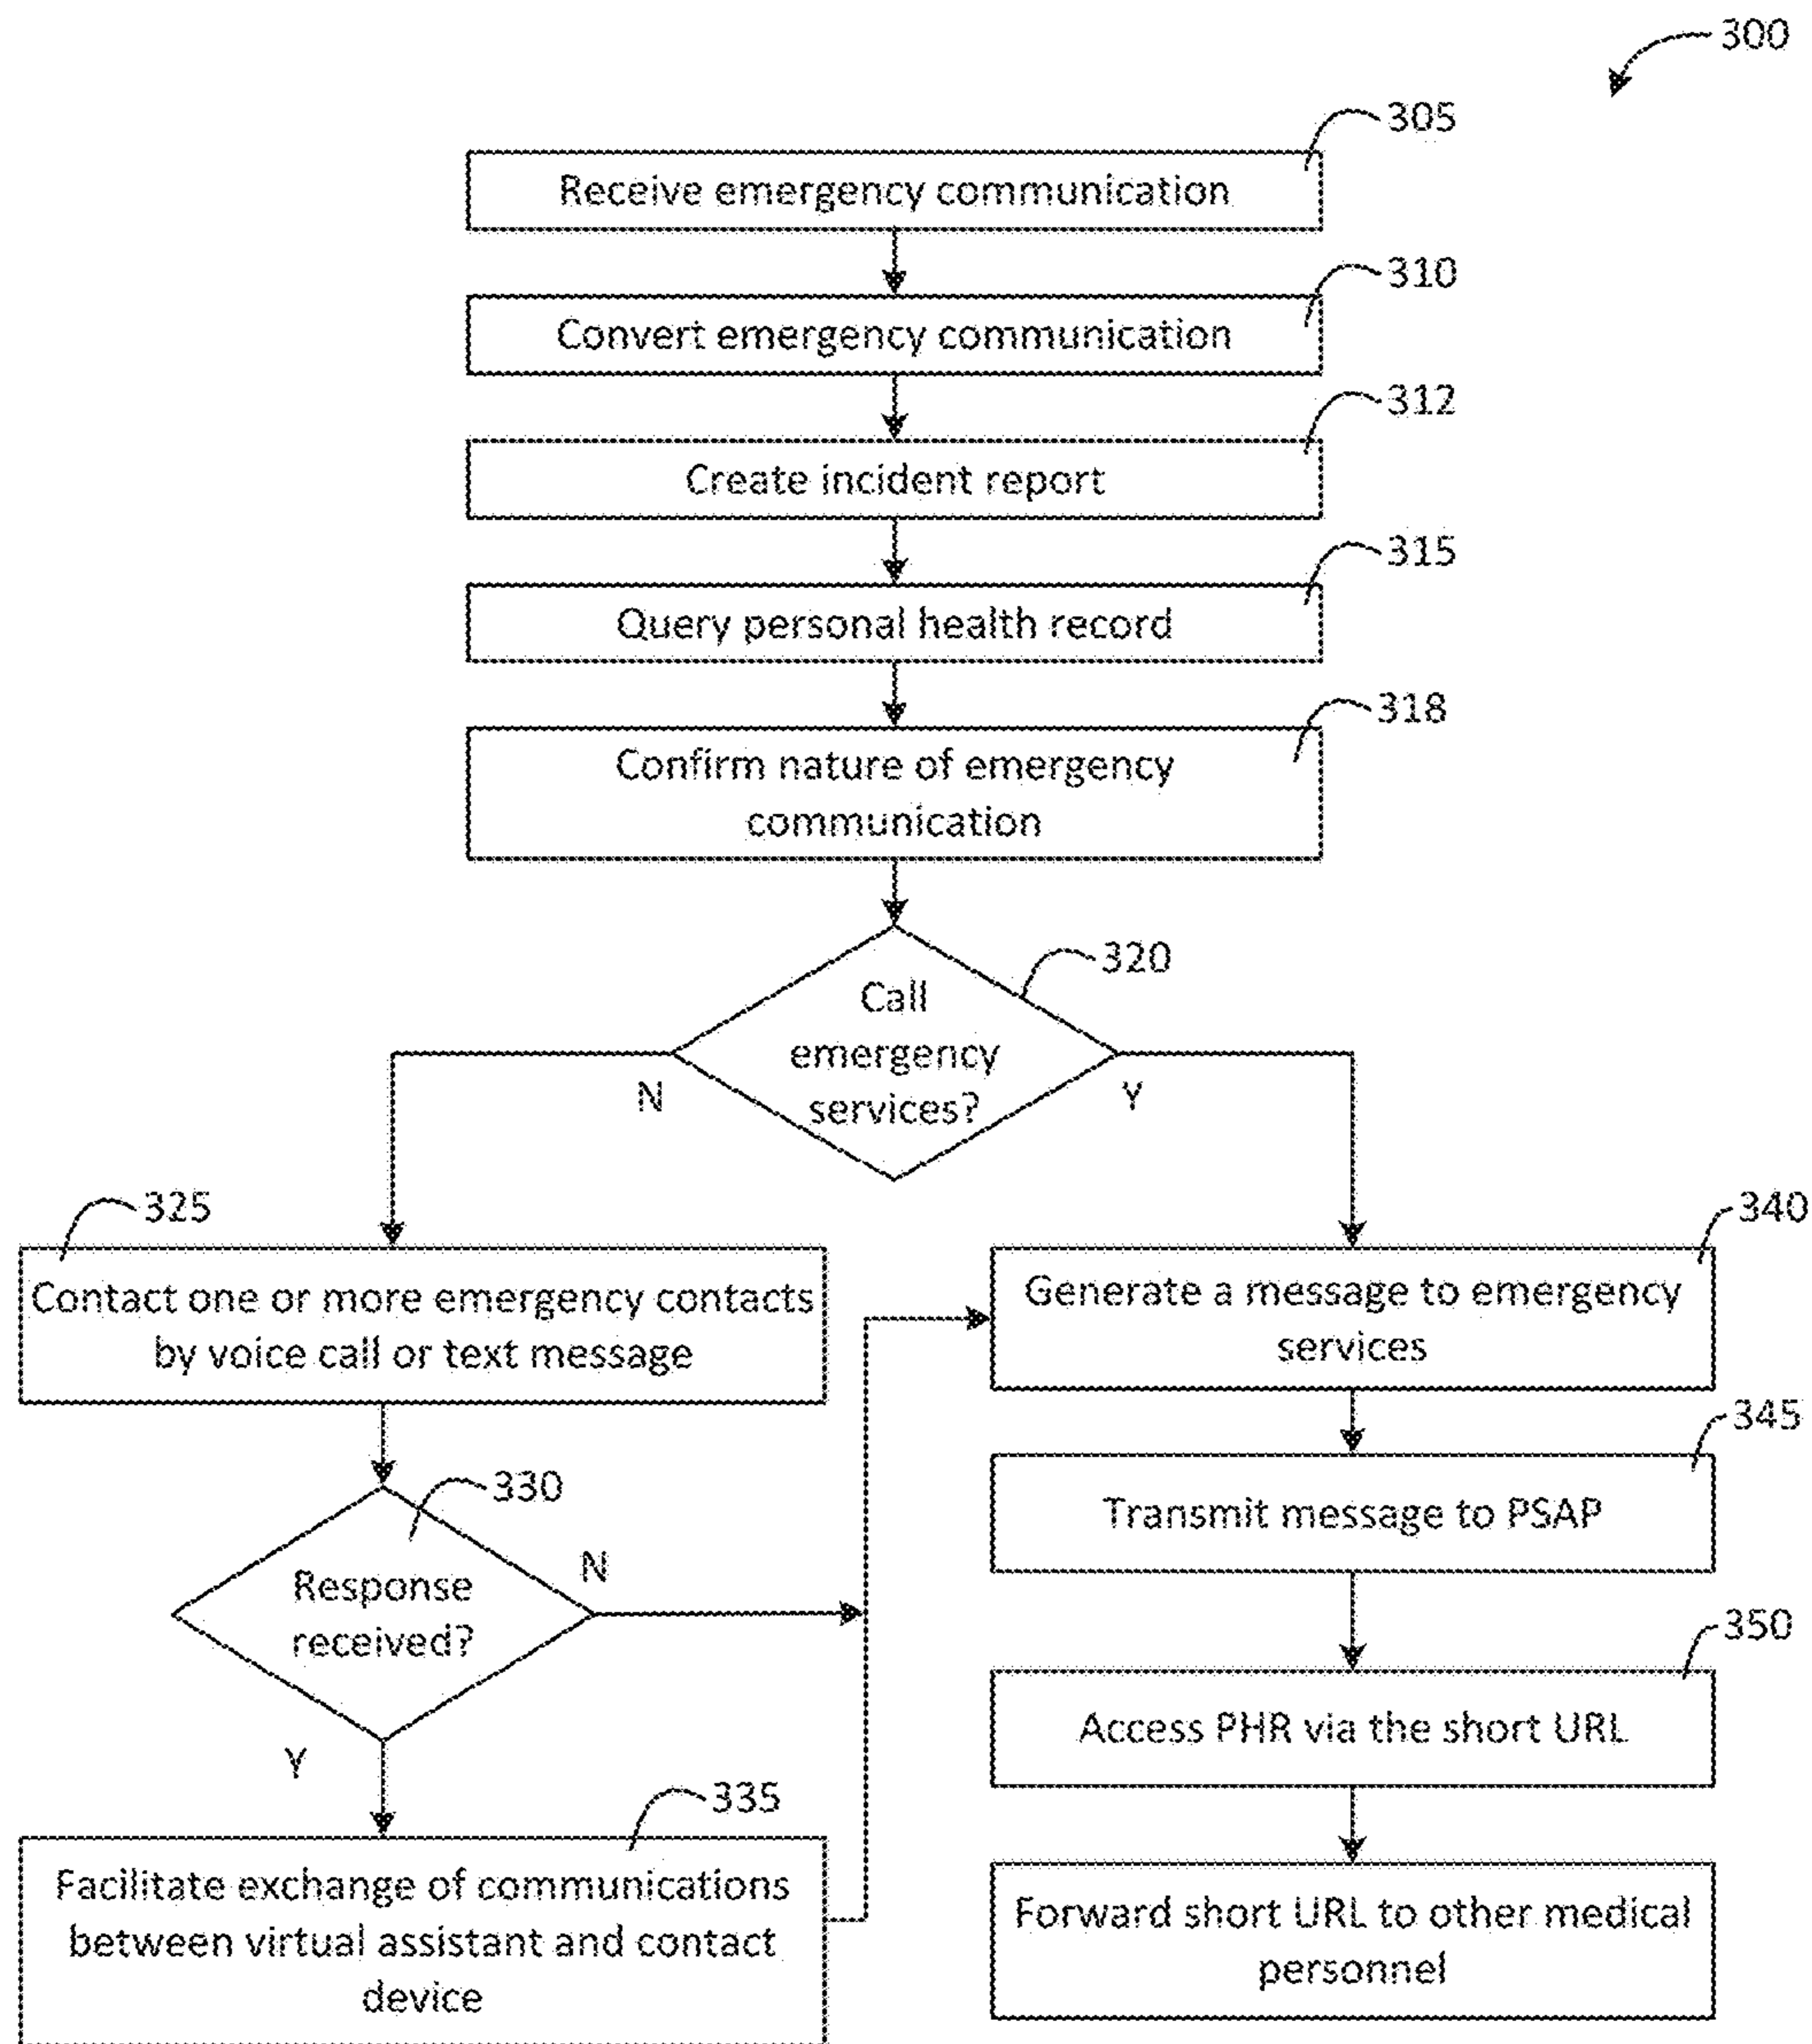 300
305
Receive emergency communication
310
Convert emergency communication
312
Create incident report
315
Query personal health record
318
Confirm nature of emergency
communication
320
Call
emergency
services?
N
Y
325
Contact one or more emergency contacts
by voice call or text message
340
Generate a message to emergency
services
345
Transmit message to PSAP
330
Response
received?
N
Y
350
Access PHR via the short URL
335
Facilitate exchange of communications
between virtual assistant and contact
device
Forward short URL to other medical
personnel